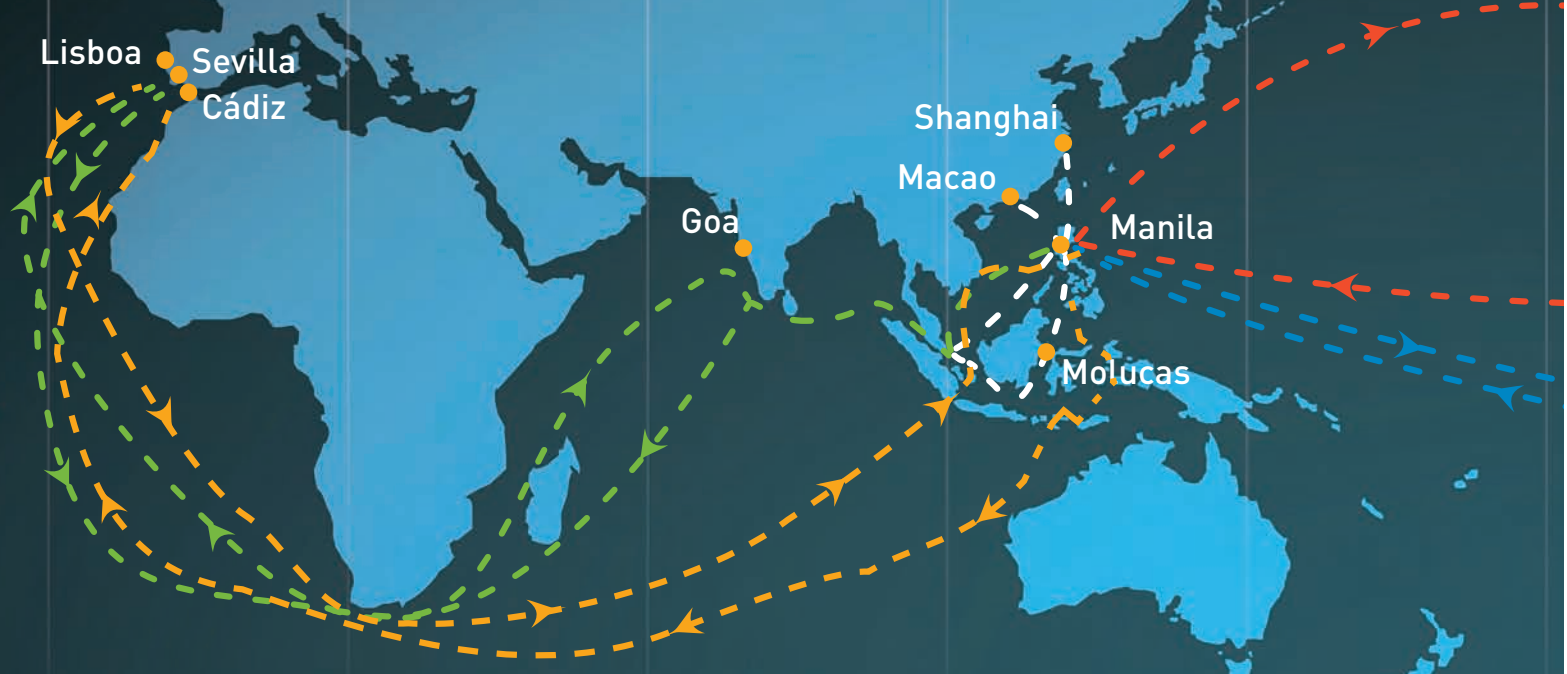 Lisboa
Sevilla
Cádiz
Shanghai
Macao
Goa
Manila
Molucas